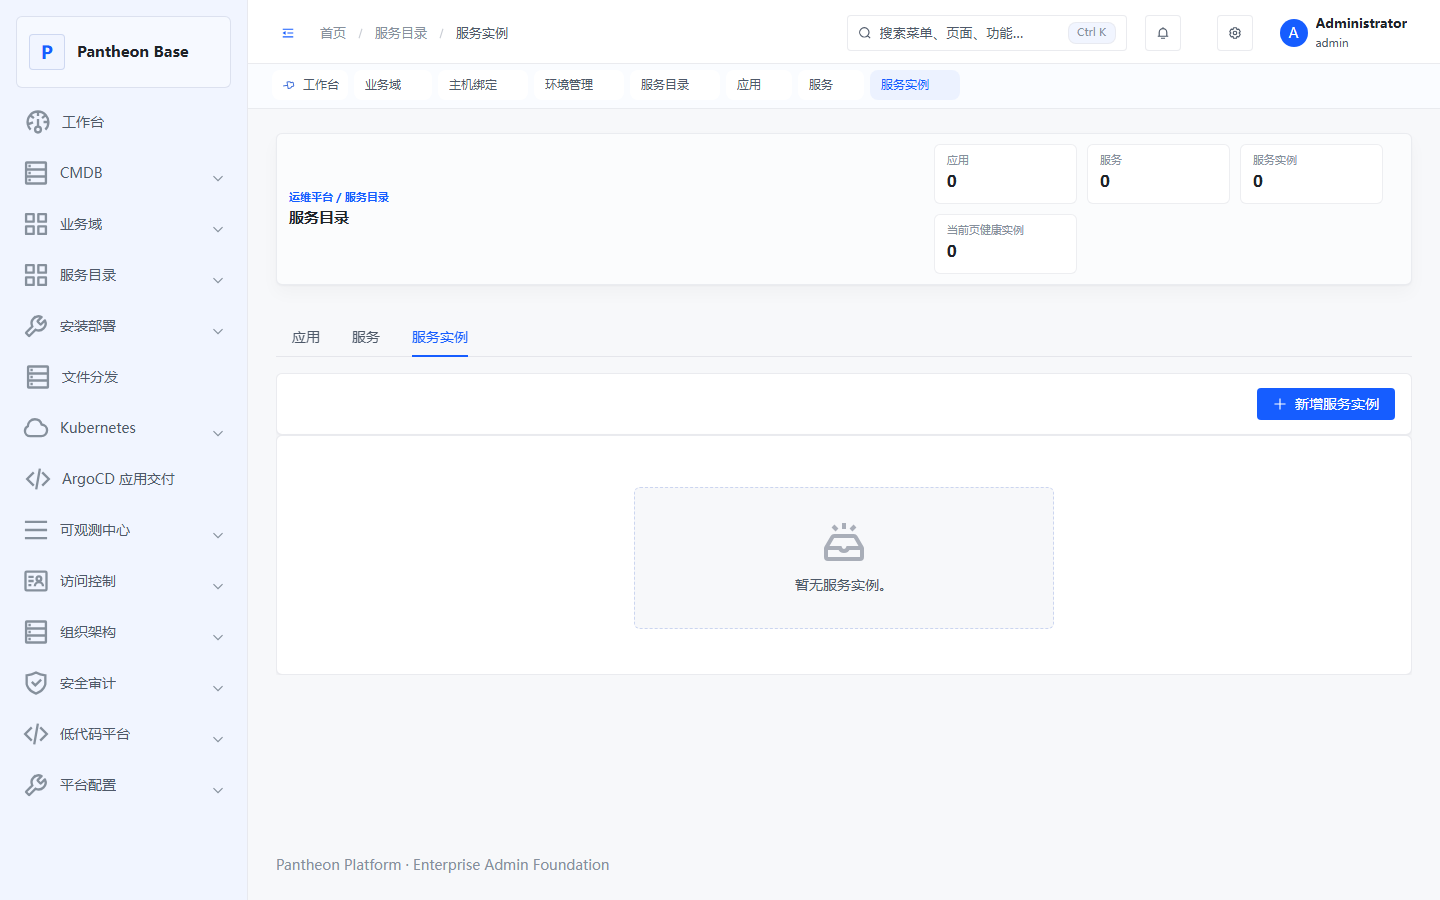 P
Pantheon Base
工作台
CMDB
业务域
服务目录
安装部署
文件分发
Kubernetes
ArgoCD 应用交付
可观测中心
访问控制
组织架构
安全审计
低代码平台
平台配置
首页 / 服务目录 / 服务实例
搜索菜单、页面、功能... Ctrl K
A
Administrator
admin
工作台 业务域 主机绑定 环境管理 服务目录 应用 服务 服务实例
运维平台 / 服务目录
服务目录
应用
0
服务
0
服务实例
0
当前页健康实例
0
应用 服务 服务实例
新增服务实例
暂无服务实例。
Pantheon Platform · Enterprise Admin Foundation